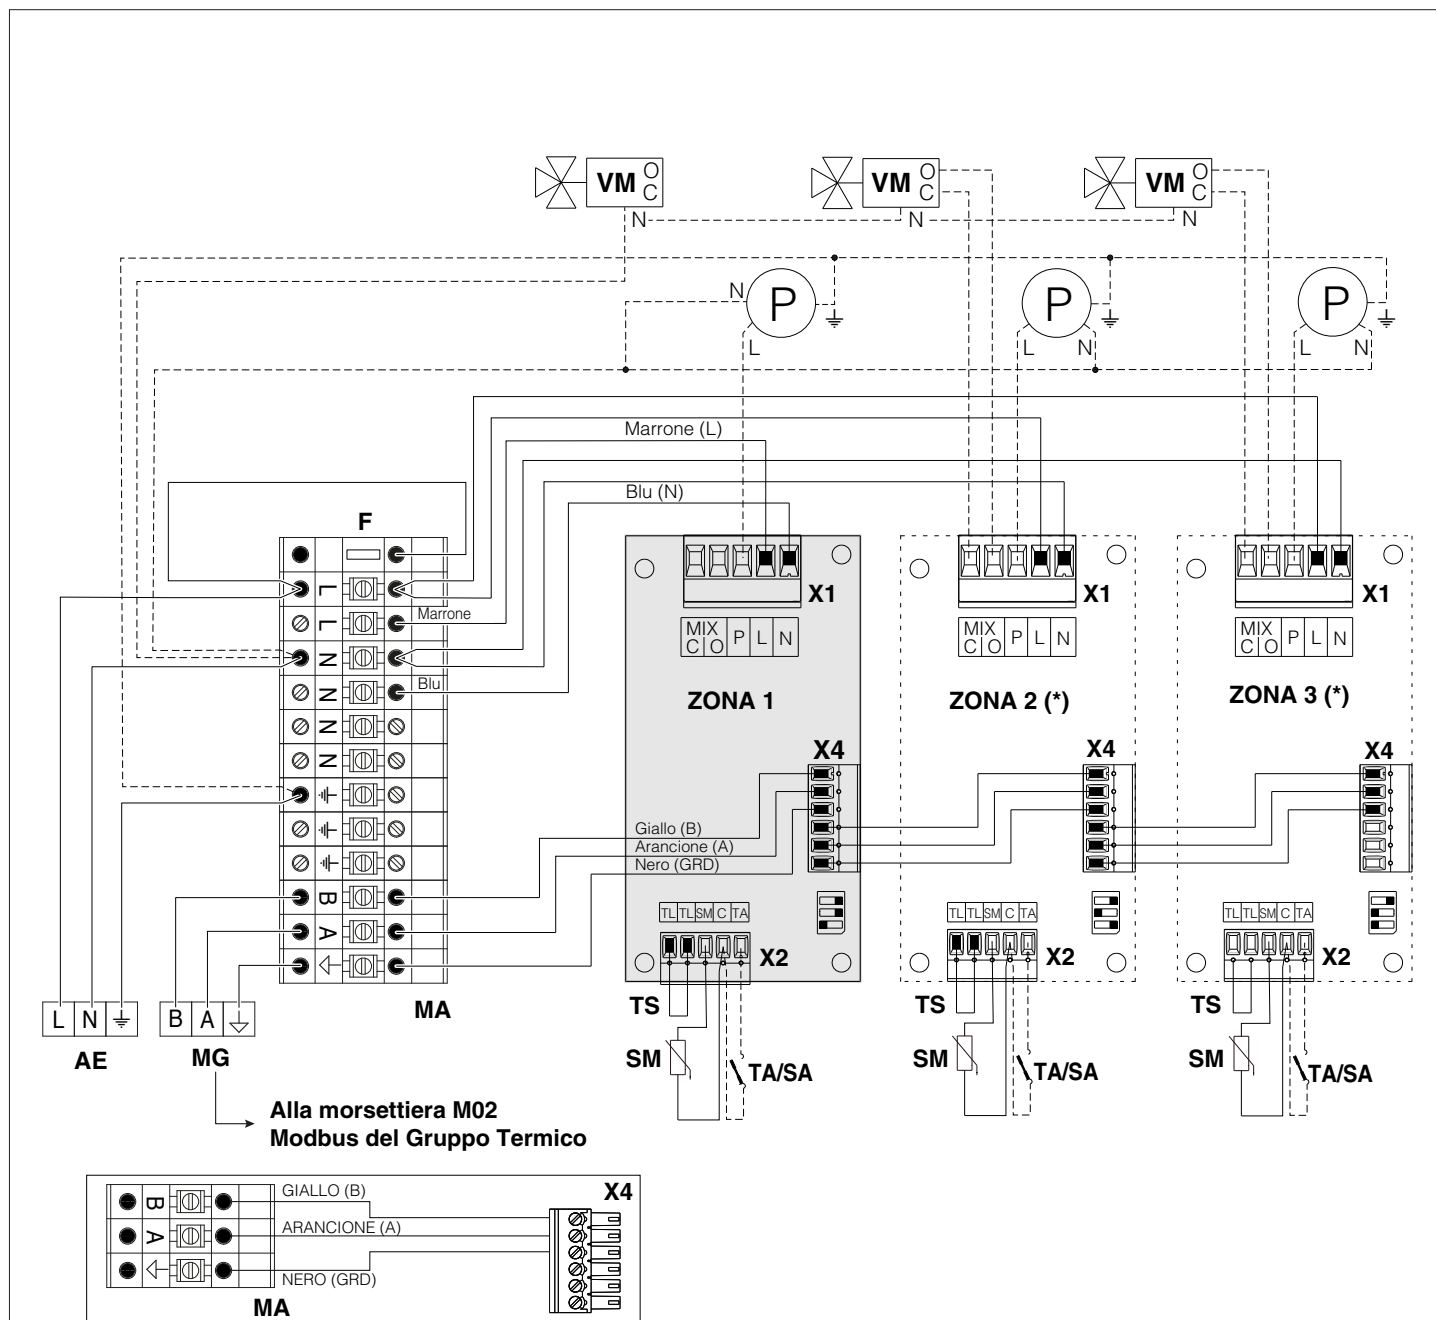 VM O C
VM O C
VM O C
N
N
N
N P
P
P
L
L N
L N
Marrone (L)
Blu (N)
F
L
L Marrone
N
N Blu
N
N
B
A
MA
X1
X1
X1
MIX C O P L N
MIX C O P L N
MIX C O P L N
ZONA 1
ZONA 2 (*)
ZONA 3 (*)
X4
X4
X4
Giallo (B)
Arancione (A)
Nero (GRD)
TL TL SM C TA
TL TL SM C TA
TL TL SM C TA
X2
X2
X2
TS
TS
TS
SM
SM
SM
TA/SA
TA/SA
TA/SA
L N
AE
B A
MG
Alla morsettiera M02
Modbus del Gruppo Termico
B GIALLO (B)
A ARANCIONE (A)
NERO (GRD)
X4
MA